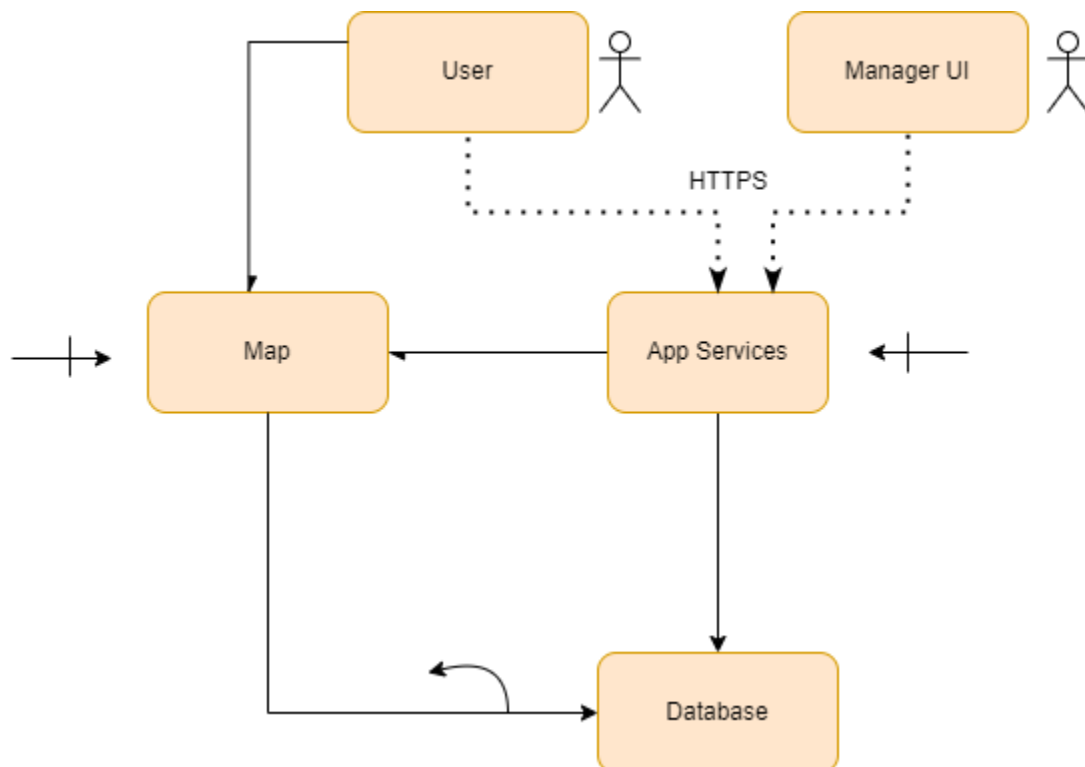 User
Manager UI
HTTPS
Map
App Services
Database